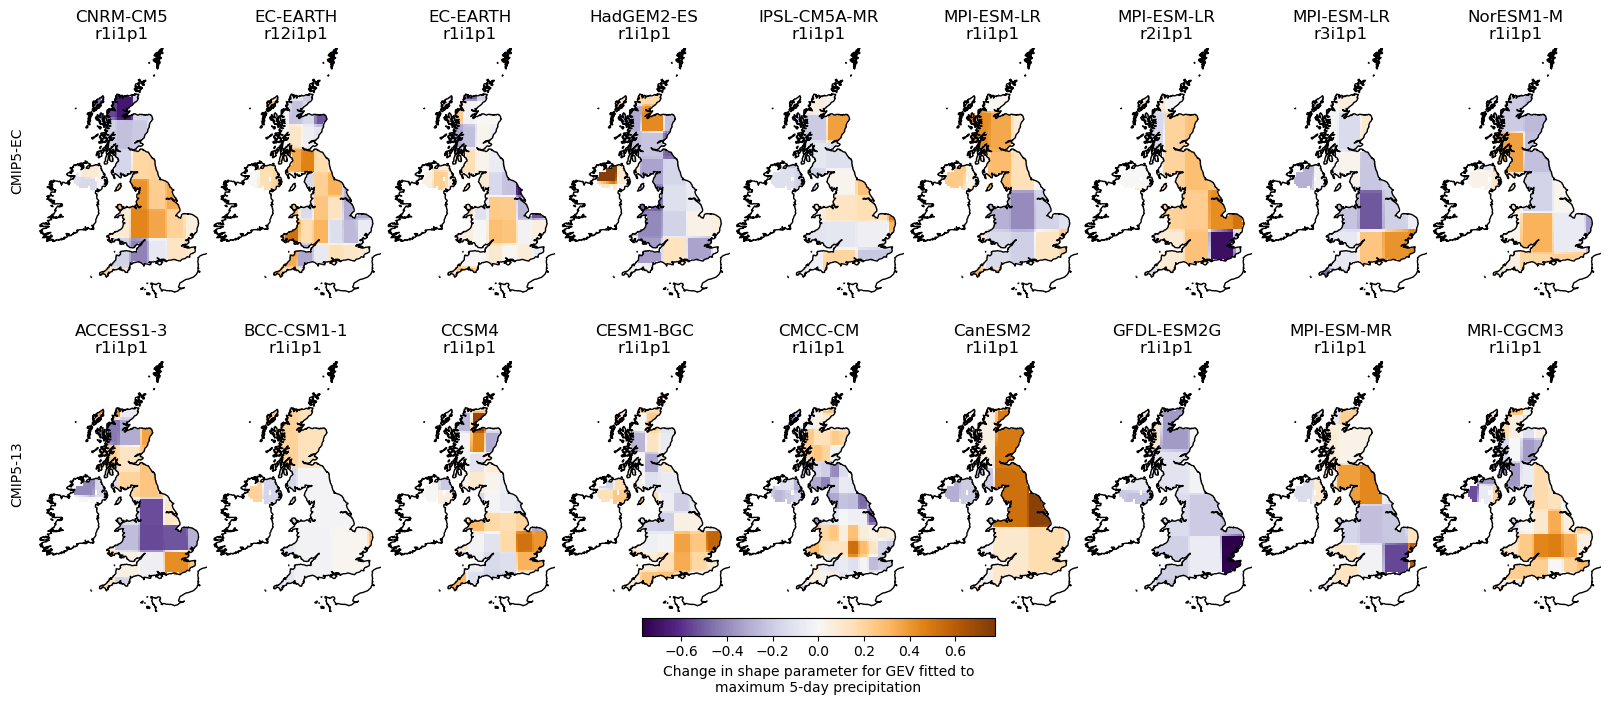 CNRM-CM5 EC-EARTH EC-EARTH HadGEM2-ES IPSL-CM5A-MR MPI-ESM-LR MPI-ESM-LR MPI-ESM-LR NorESM1-M
r1i1p1 r12i1p1 r1i1p1 r1i1p1 r1i1p1 r1i1p1 r2i1p1 r3i1p1 r1i1p1
CMIP5-EC
ACCESS1-3 BCC-CSM1-1 CCSM4 CESM1-BGC CMCC-CM CanESM2 GFDL-ESM2G MPI-ESM-MR MRI-CGCM3
r1i1p1 r1i1p1 r1i1p1 r1i1p1 r1i1p1 r1i1p1 r1i1p1 r1i1p1 r1i1p1
CMIP5-13
−0.6 −0.4 −0.2 0.0 0.2 0.4 0.6
Change in shape parameter for GEV fitted to
maximum 5-day precipitation